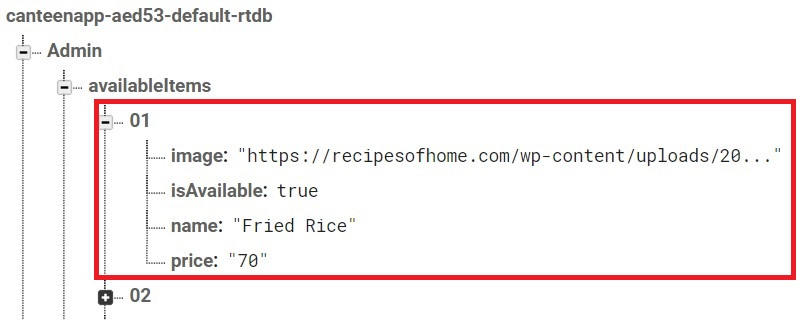 canteenapp-aed53-default-rtdb
Admin
availableItems
01
image: "https://recipesofhome.com/wp-content/uploads/20..."
isAvailable: true
name: "Fried Rice"
price: "70"
02